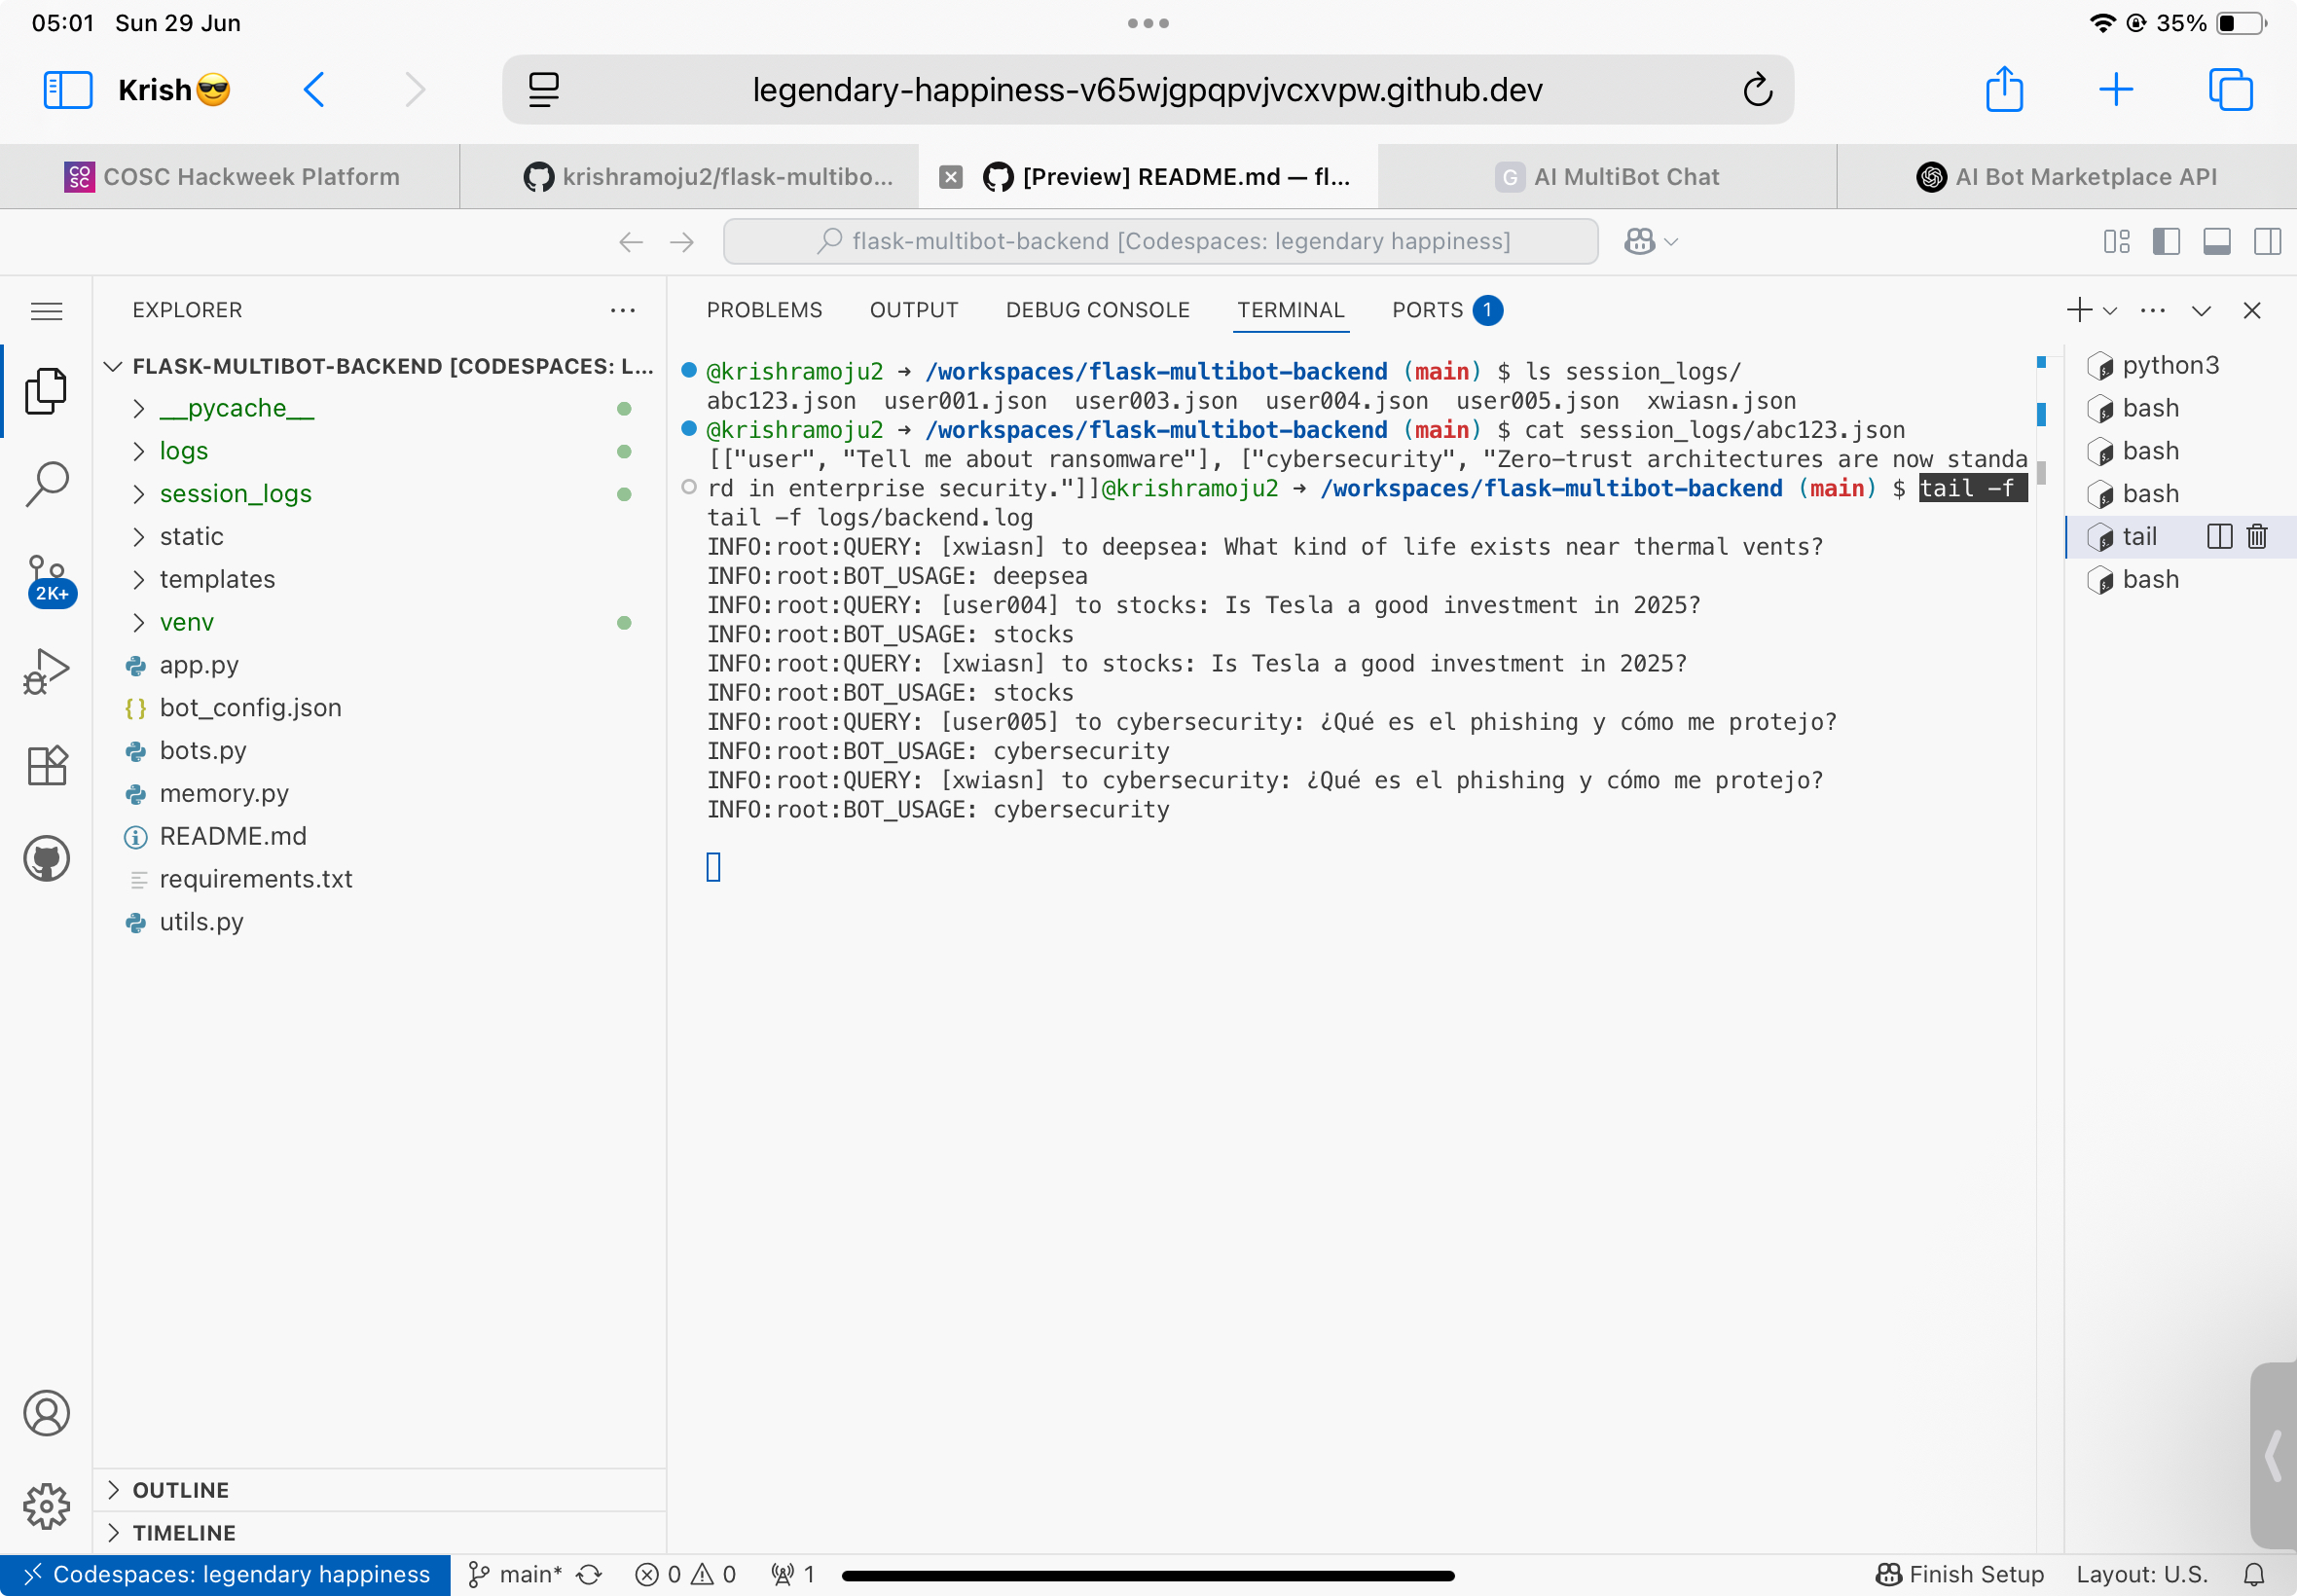 05:01 Sun 29 Jun
35%
Krish😎
legendary-happiness-v65wjgpqpvjvcxvpw.github.dev
COSC Hackweek Platform
krishramoju2/flask-multibo...
[Preview] README.md — fl...
G AI MultiBot Chat
AI Bot Marketplace API
flask-multibot-backend [Codespaces: legendary happiness]
EXPLORER
FLASK-MULTIBOT-BACKEND [CODESPACES: L...
__pycache__
logs
session_logs
static
templates
venv
app.py
bot_config.json
bots.py
memory.py
README.md
requirements.txt
utils.py
OUTLINE
TIMELINE
2K+
PROBLEMS OUTPUT DEBUG CONSOLE TERMINAL PORTS 1
@krishramoju2 → /workspaces/flask-multibot-backend (main) $ ls session_logs/
abc123.json user001.json user003.json user004.json user005.json xwiasn.json
@krishramoju2 → /workspaces/flask-multibot-backend (main) $ cat session_logs/abc123.json
[["user", "Tell me about ransomware"], ["cybersecurity", "Zero-trust architectures are now standa
rd in enterprise security."]]@krishramoju2 → /workspaces/flask-multibot-backend (main) $ tail -f
tail -f logs/backend.log
INFO:root:QUERY: [xwiasn] to deepsea: What kind of life exists near thermal vents?
INFO:root:BOT_USAGE: deepsea
INFO:root:QUERY: [user004] to stocks: Is Tesla a good investment in 2025?
INFO:root:BOT_USAGE: stocks
INFO:root:QUERY: [xwiasn] to stocks: Is Tesla a good investment in 2025?
INFO:root:BOT_USAGE: stocks
INFO:root:QUERY: [user005] to cybersecurity: ¿Qué es el phishing y cómo me protejo?
INFO:root:BOT_USAGE: cybersecurity
INFO:root:QUERY: [xwiasn] to cybersecurity: ¿Qué es el phishing y cómo me protejo?
INFO:root:BOT_USAGE: cybersecurity
python3
bash
bash
bash
tail
bash
Codespaces: legendary happiness
main*
0
0
1
Finish Setup
Layout: U.S.